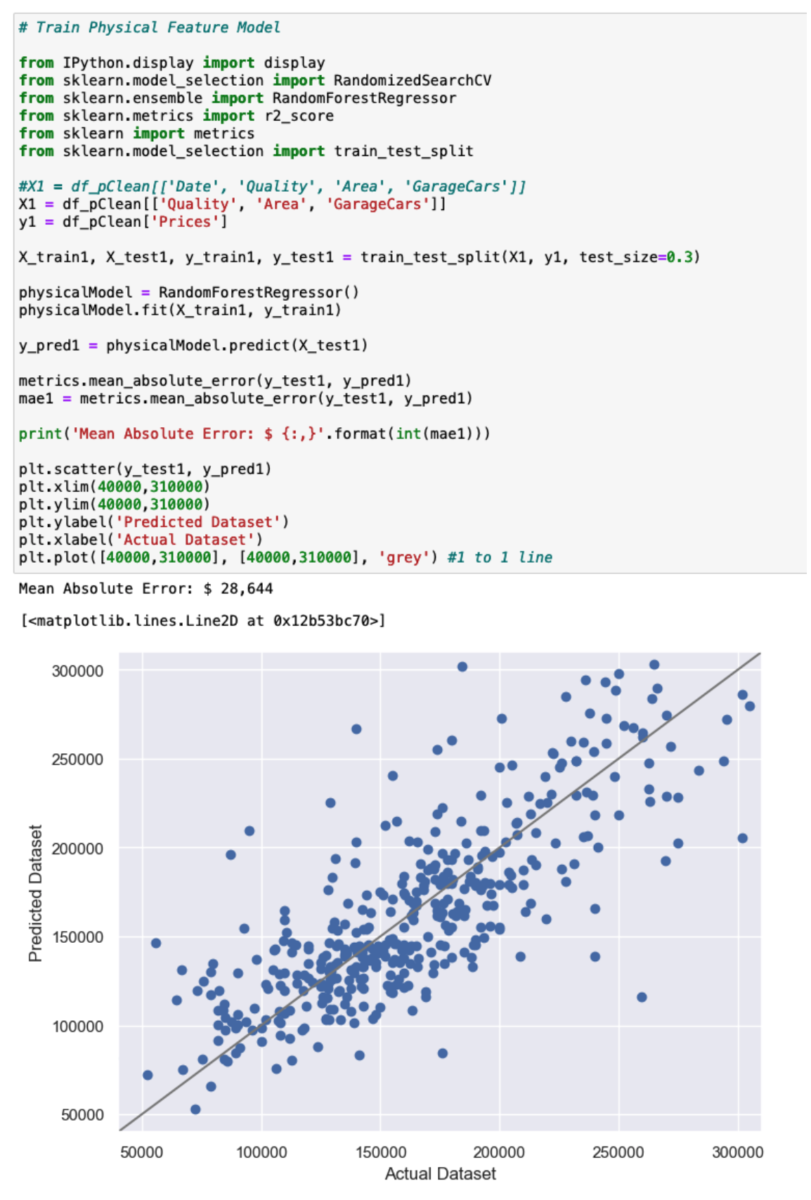 # Train Physical Feature Model
from IPython.display import display
from sklearn.model_selection import RandomizedSearchCV
from sklearn.ensemble import RandomForestRegressor
from sklearn.metrics import r2_score
from sklearn import metrics
from sklearn.model_selection import train_test_split
#X1 = df_pClean[['Date', 'Quality', 'Area', 'GarageCars']]
X1 = df_pClean[['Quality', 'Area', 'GarageCars']]
y1 = df_pClean['Prices']
X_train1, X_test1, y_train1, y_test1 = train_test_split(X1, y1, test_size=0.3)
physicalModel = RandomForestRegressor()
physicalModel.fit(X_train1, y_train1)
y_pred1 = physicalModel.predict(X_test1)
metrics.mean_absolute_error(y_test1, y_pred1)
mae1 = metrics.mean_absolute_error(y_test1, y_pred1)
print('Mean Absolute Error: $ {:,}'.format(int(mae1)))
plt.scatter(y_test1, y_pred1)
plt.xlim(40000,310000)
plt.ylim(40000,310000)
plt.ylabel('Predicted Dataset')
plt.xlabel('Actual Dataset')
plt.plot([40000,310000], [40000,310000], 'grey') #1 to 1 line
Mean Absolute Error: $ 28,644
[<matplotlib.lines.Line2D at 0x12b53bc70>]
300000
250000
200000
150000
100000
50000
Predicted Dataset
50000 100000 150000 200000 250000 300000
Actual Dataset